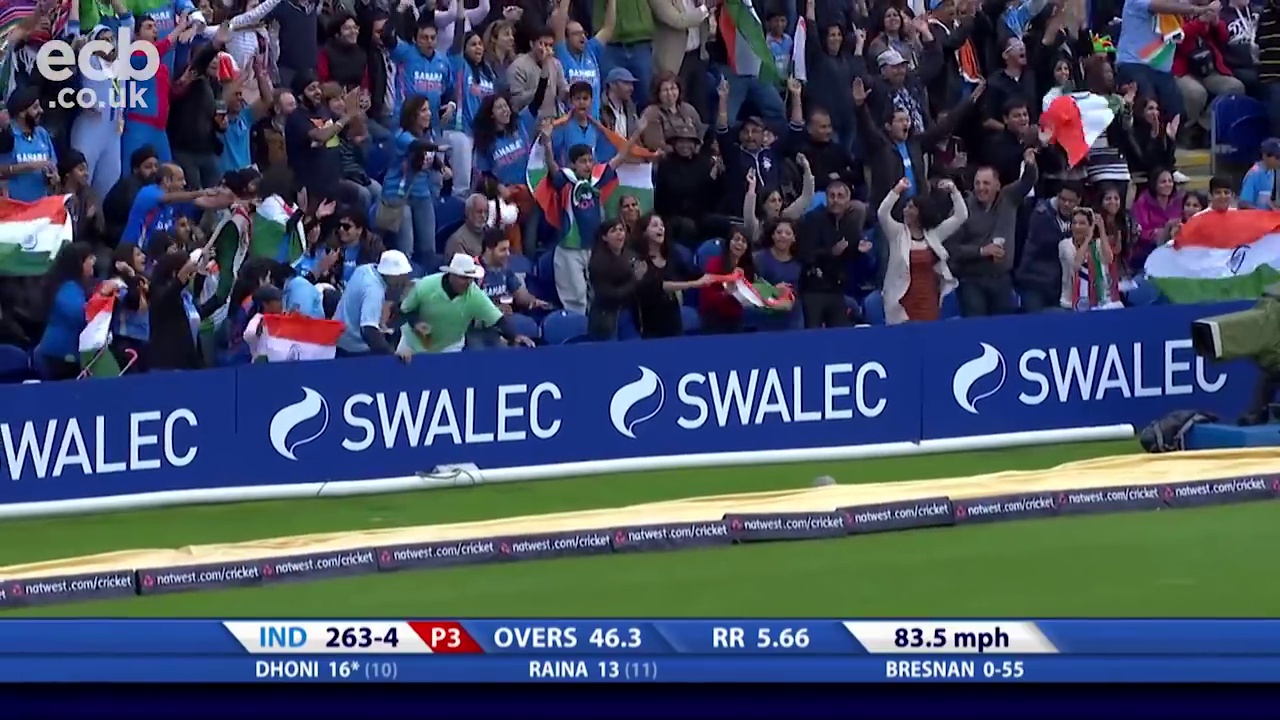 ecb
.co.uk
SAHARA
SAHARA
SWALEC
SWALEC
SWALEC
SWALEC
natwest.com/cricket
natwest.com/cricket
natwest.com/cricket
natwest.com/cricket
natwest.com/cricket
natwest.com/cricket
natwest.com/cricket
natwest.com/cricket
natwest.com/cricket
natwest.com/cricket
natwest.com/cricket
IND 263-4 P3 OVERS 46.3 RR 5.66 83.5 mph
DHONI 16* (10) RAINA 13 (11) BRESNAN 0-55